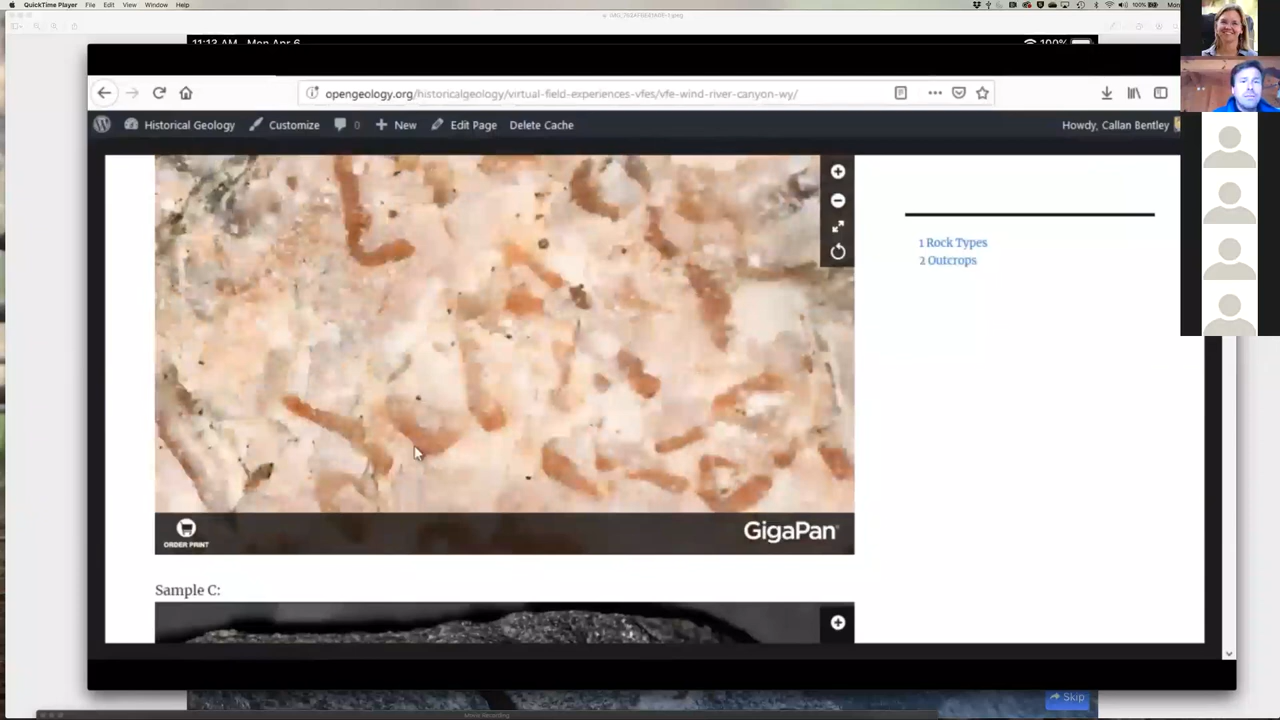 QuickTime Player File Edit View Window Help
100%
Mon
11:13 AM Mon Apr 6
100%
opengeology.org/historicalgeology/virtual-field-experiences-vfes/vfe-wind-river-canyon-wy/
Historical Geology Customize 0 New Edit Page Delete Cache Howdy, Callan Bentley
1 Rock Types
2 Outcrops
ORDER PRINT
GigaPan
Sample C:
Skip